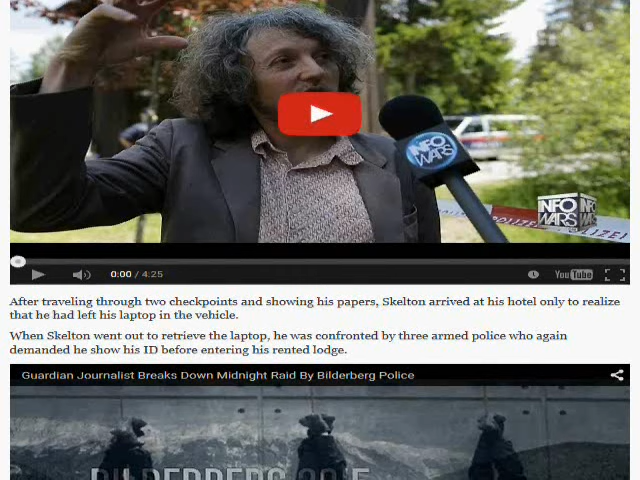 INFO
WARS
INFO
WARS
POLIZEI
LIZEI
0:00 / 4:25
YouTube
After traveling through two checkpoints and showing his papers, Skelton arrived at his hotel only to realize
that he had left his laptop in the vehicle.
When Skelton went out to retrieve the laptop, he was confronted by three armed police who again
demanded he show his ID before entering his rented lodge.
Guardian Journalist Breaks Down Midnight Raid By Bilderberg Police